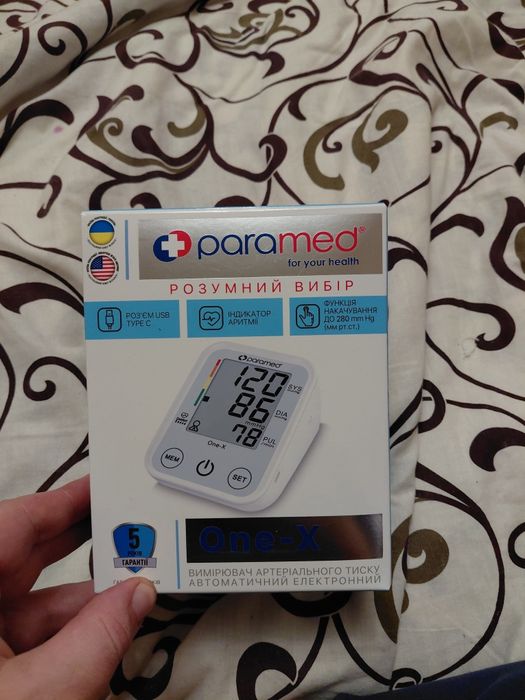 paramed®
for your health
РОЗУМНИЙ ВИБІР
РОЗ'ЄМ USB
TYPE C
ІНДИКАТОР
АРИТМІЇ
ФУНКЦІЯ
НАКАЧУВАННЯ
ДО 280 mm Hg
(мм рт.ст.)
paramed
120
SYS
86
DIA
mmHg
78
PUL
One-X
MEM
SET
5
РОКІВ
ГАРАНТІЇ
One-X
ВИМІРЮВАЧ АРТЕРІАЛЬНОГО ТИСКУ
АВТОМАТИЧНИЙ ЕЛЕКТРОННИЙ